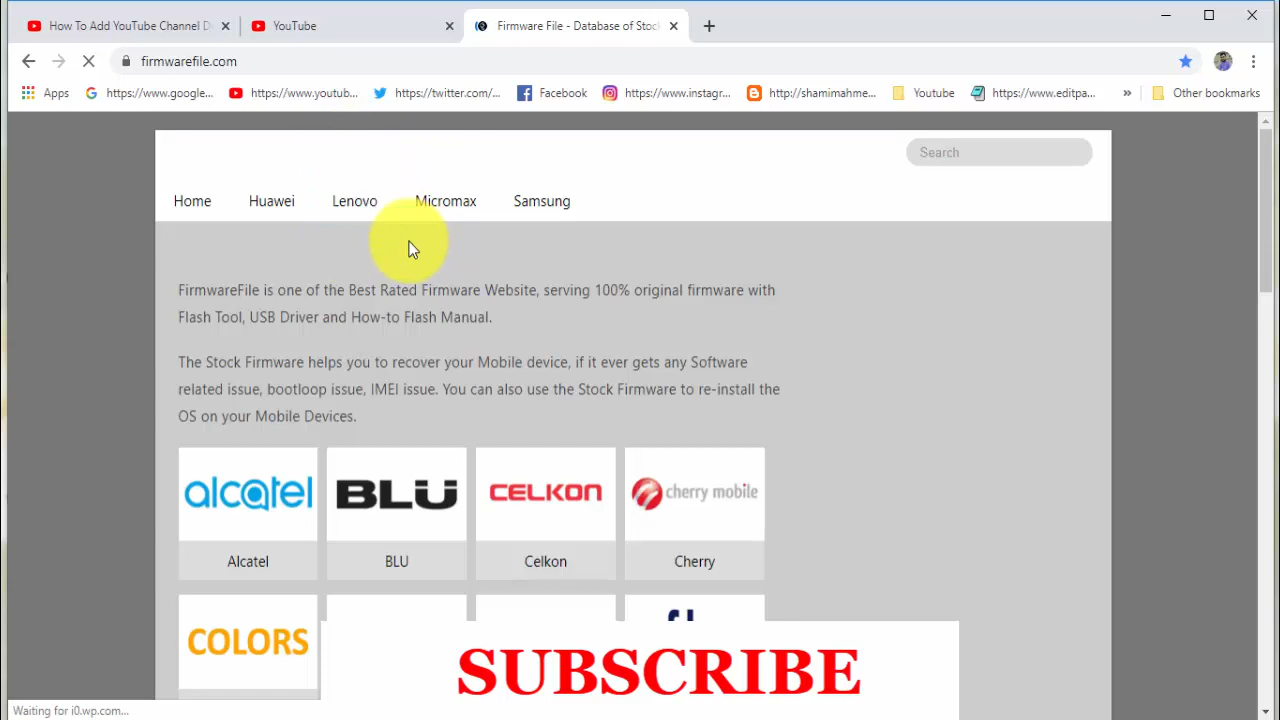 How To Add YouTube Channel D
YouTube
Firmware File - Database of Stoc
firmwarefile.com
Apps
https://www.google...
https://www.youtub...
https://twitter.com/...
Facebook
https://www.instagr...
http://shamimahme...
Youtube
https://www.editpa...
Other bookmarks
Search
Home Huawei Lenovo Micromax Samsung
FirmwareFile is one of the Best Rated Firmware Website, serving 100% original firmware with
Flash Tool, USB Driver and How-to Flash Manual.
The Stock Firmware helps you to recover your Mobile device, if it ever gets any Software
related issue, bootloop issue, IMEI issue. You can also use the Stock Firmware to re-install the
OS on your Mobile Devices.
alcatel BLU CELKON cherry mobile
Alcatel BLU Celkon Cherry
COLORS
SUBSCRIBE
Waiting for i0.wp.com...